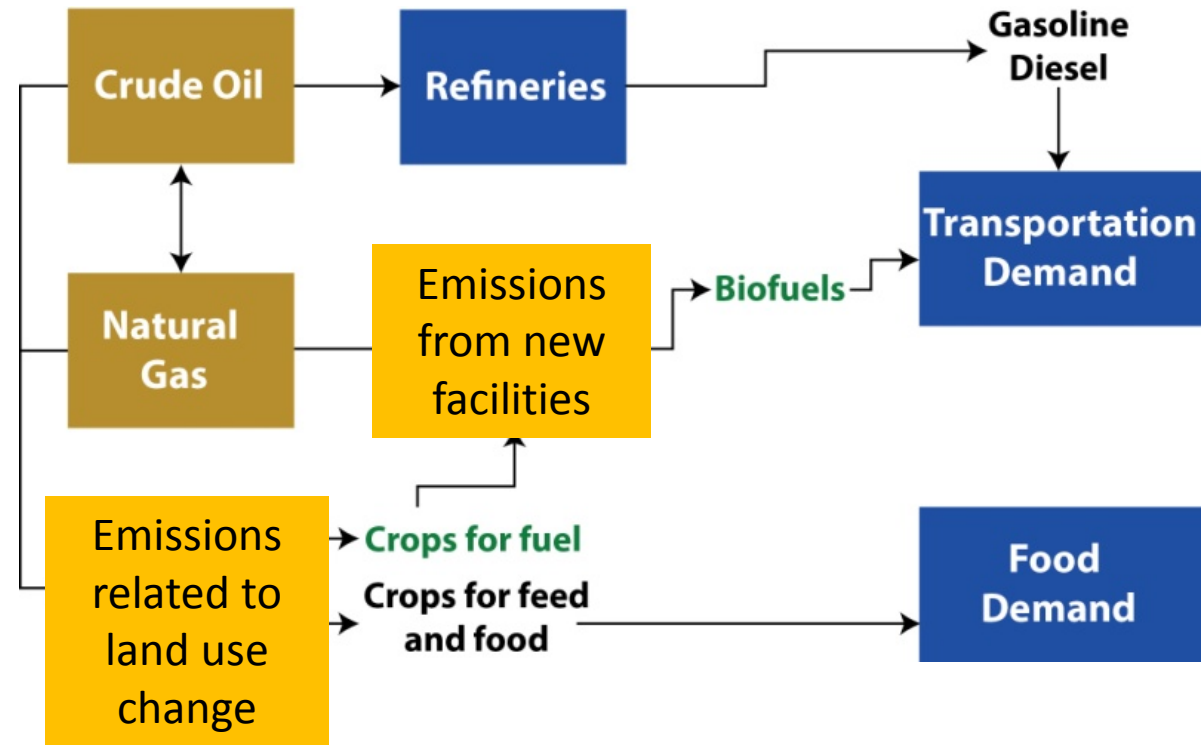 Crude Oil
Refineries
Gasoline
Diesel
Transportation
Demand
Natural
Gas
Emissions
from new
facilities
Biofuels
Emissions
related to
land use
change
Crops for fuel
Crops for feed
and food
Food
Demand